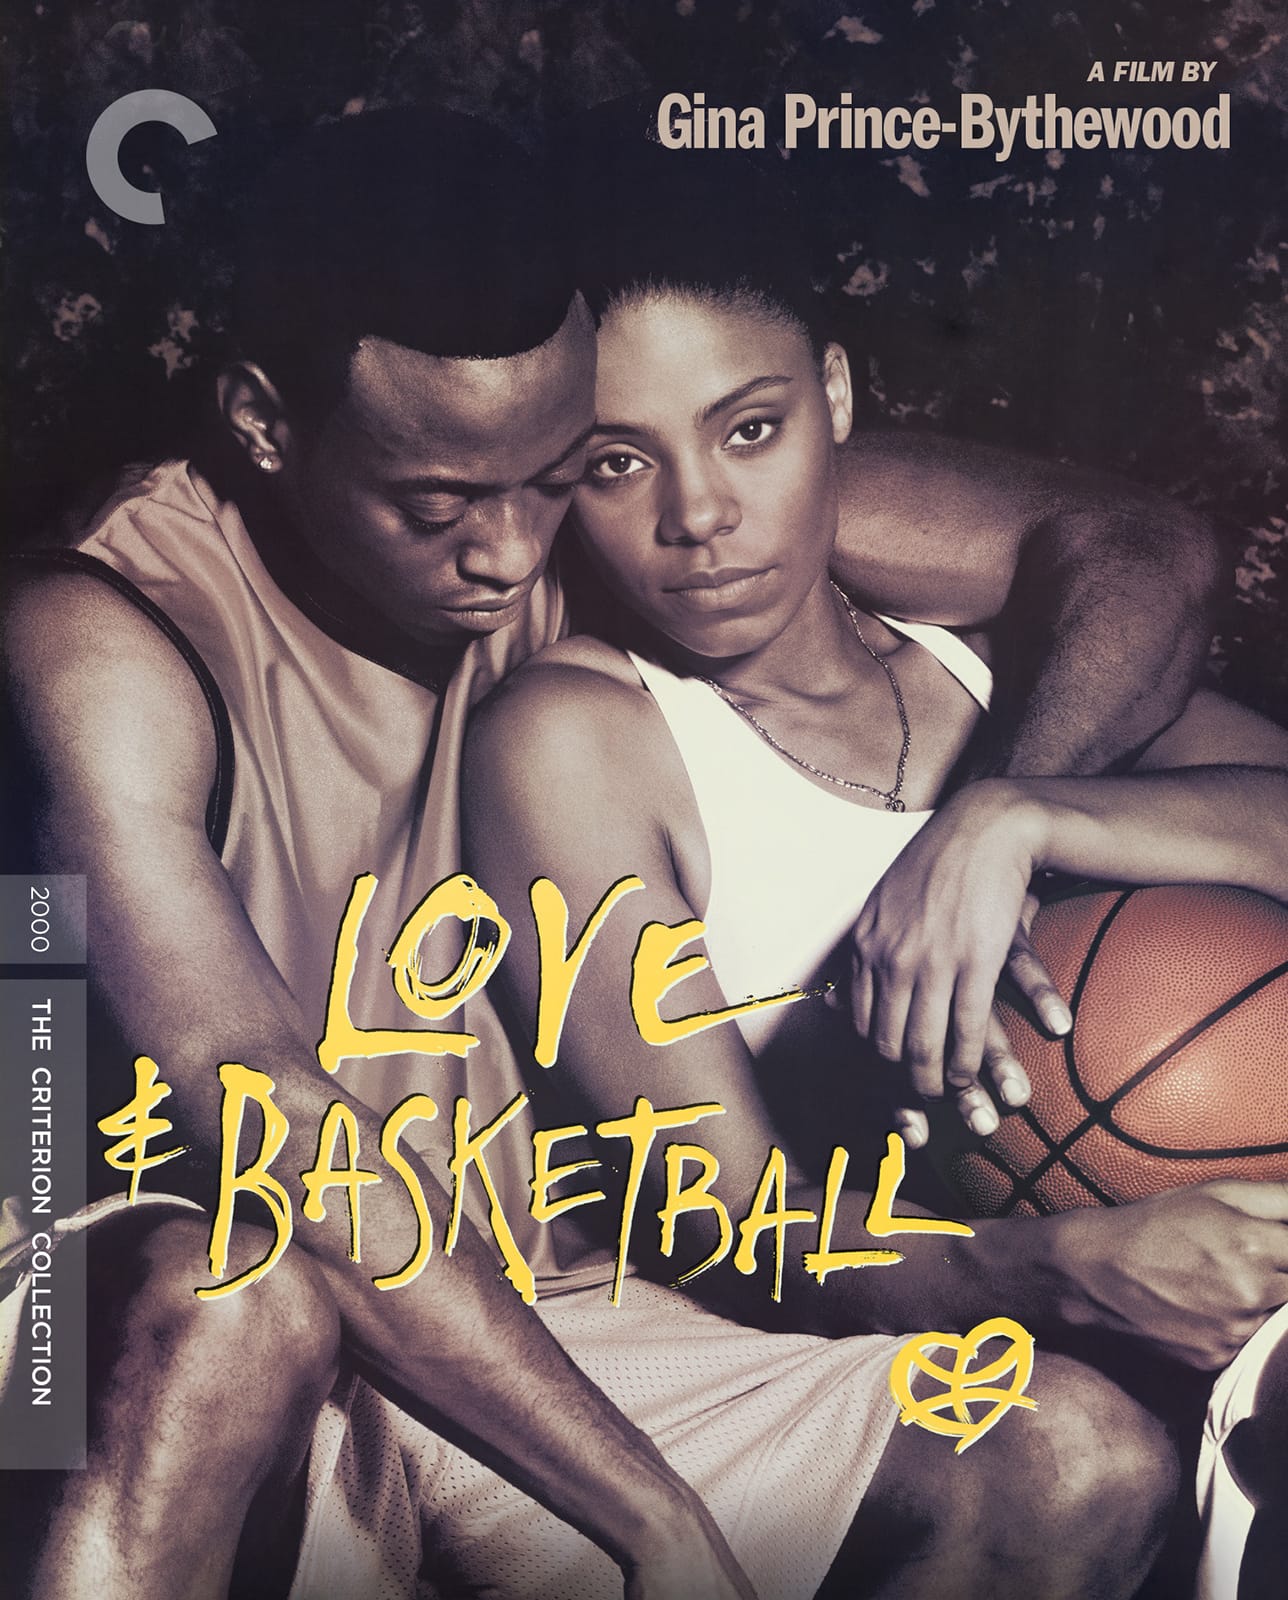 A FILM BY
Gina Prince-Bythewood
LOVE
& BASKETBALL
2000
THE CRITERION COLLECTION